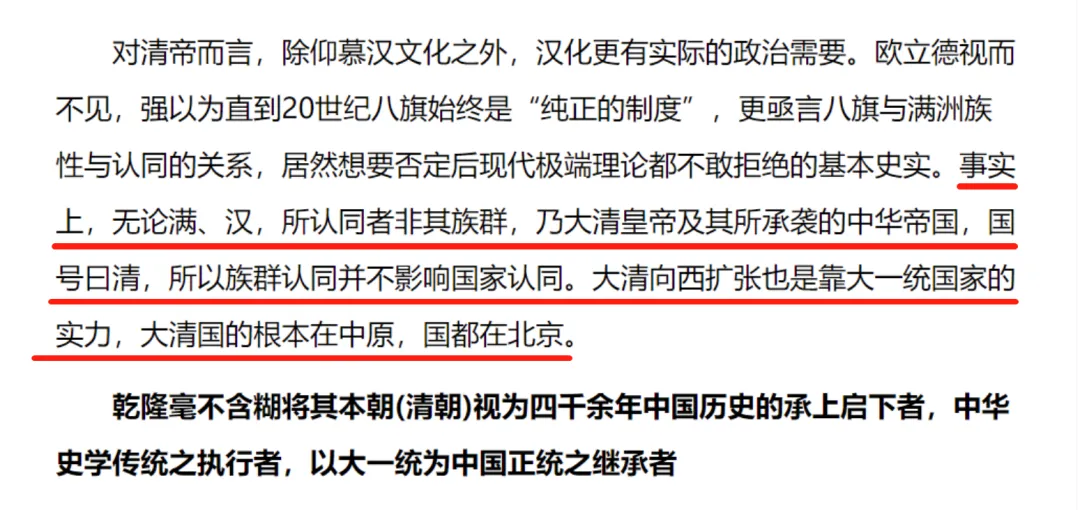 对清帝而言，除仰慕汉文化之外，汉化更有实际的政治需要。欧立德视而
不见，强以为直到20世纪八旗始终是“纯正的制度”，更亟言八旗与满洲族
性与认同的关系，居然想要否定后现代极端理论都不敢拒绝的基本史实。事实
上，无论满、汉，所认同者非其族群，乃大清皇帝及其所承袭的中华帝国，国
号曰清，所以族群认同并不影响国家认同。大清向西扩张也是靠大一统国家的
实力，大清国的根本在中原，国都在北京。
乾隆毫不含糊将其本朝(清朝)视为四千余年中国历史的承上启下者，中华
史学传统之执行者，以大一统为中国正统之继承者